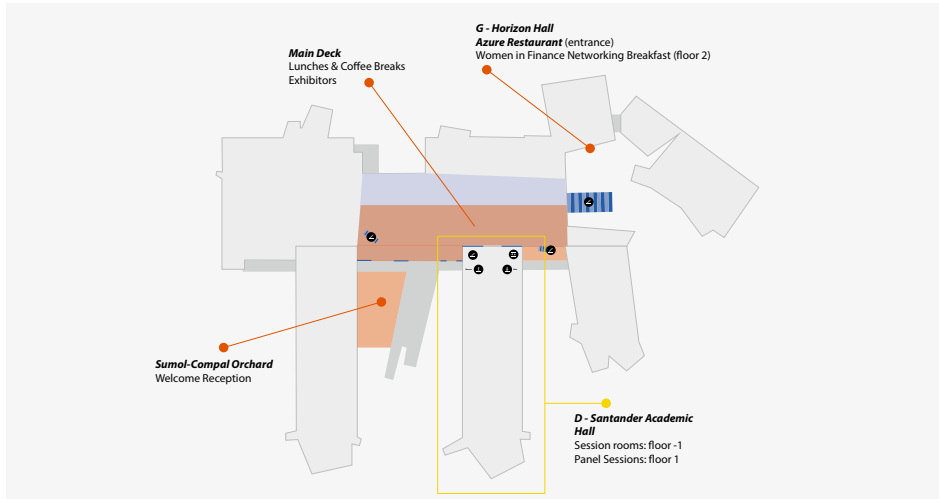 G - Horizon Hall
Azure Restaurant (entrance)
Women in Finance Networking Breakfast (floor 2)
Main Deck
Lunches & Coffee Breaks
Exhibitors
Sumol-Compal Orchard
Welcome Reception
D - Santander Academic
Hall
Session rooms: floor -1
Panel Sessions: floor 1